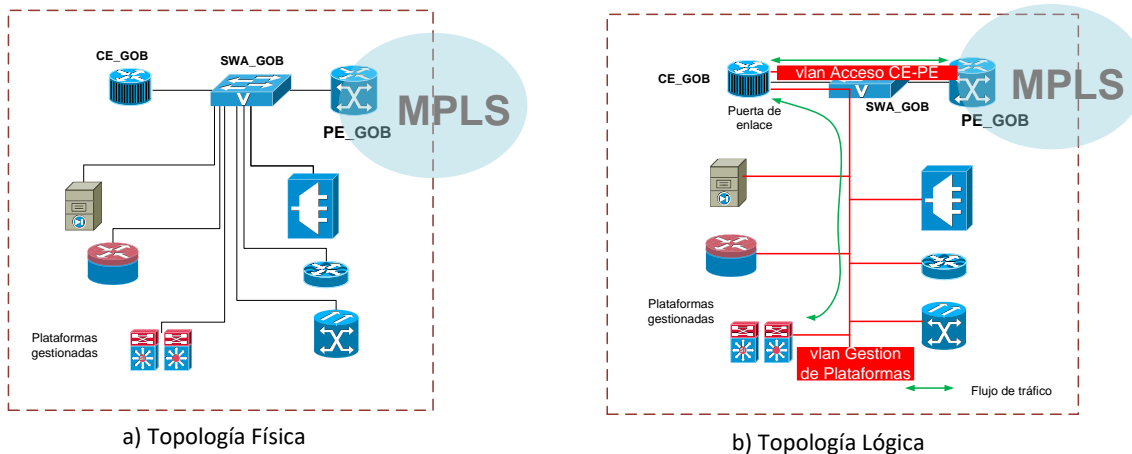 CE_GOB
SWA_GOB
V
MPLS
PE_GOB
Plataformas
gestionadas
a) Topología Física
CE_GOB
vlan Acceso CE-PE
V
SWA_GOB
MPLS
PE_GOB
Puerta de
enlace
Plataformas
gestionadas
vlan Gestion
de Plataformas
Flujo de tráfico
b) Topología Lógica